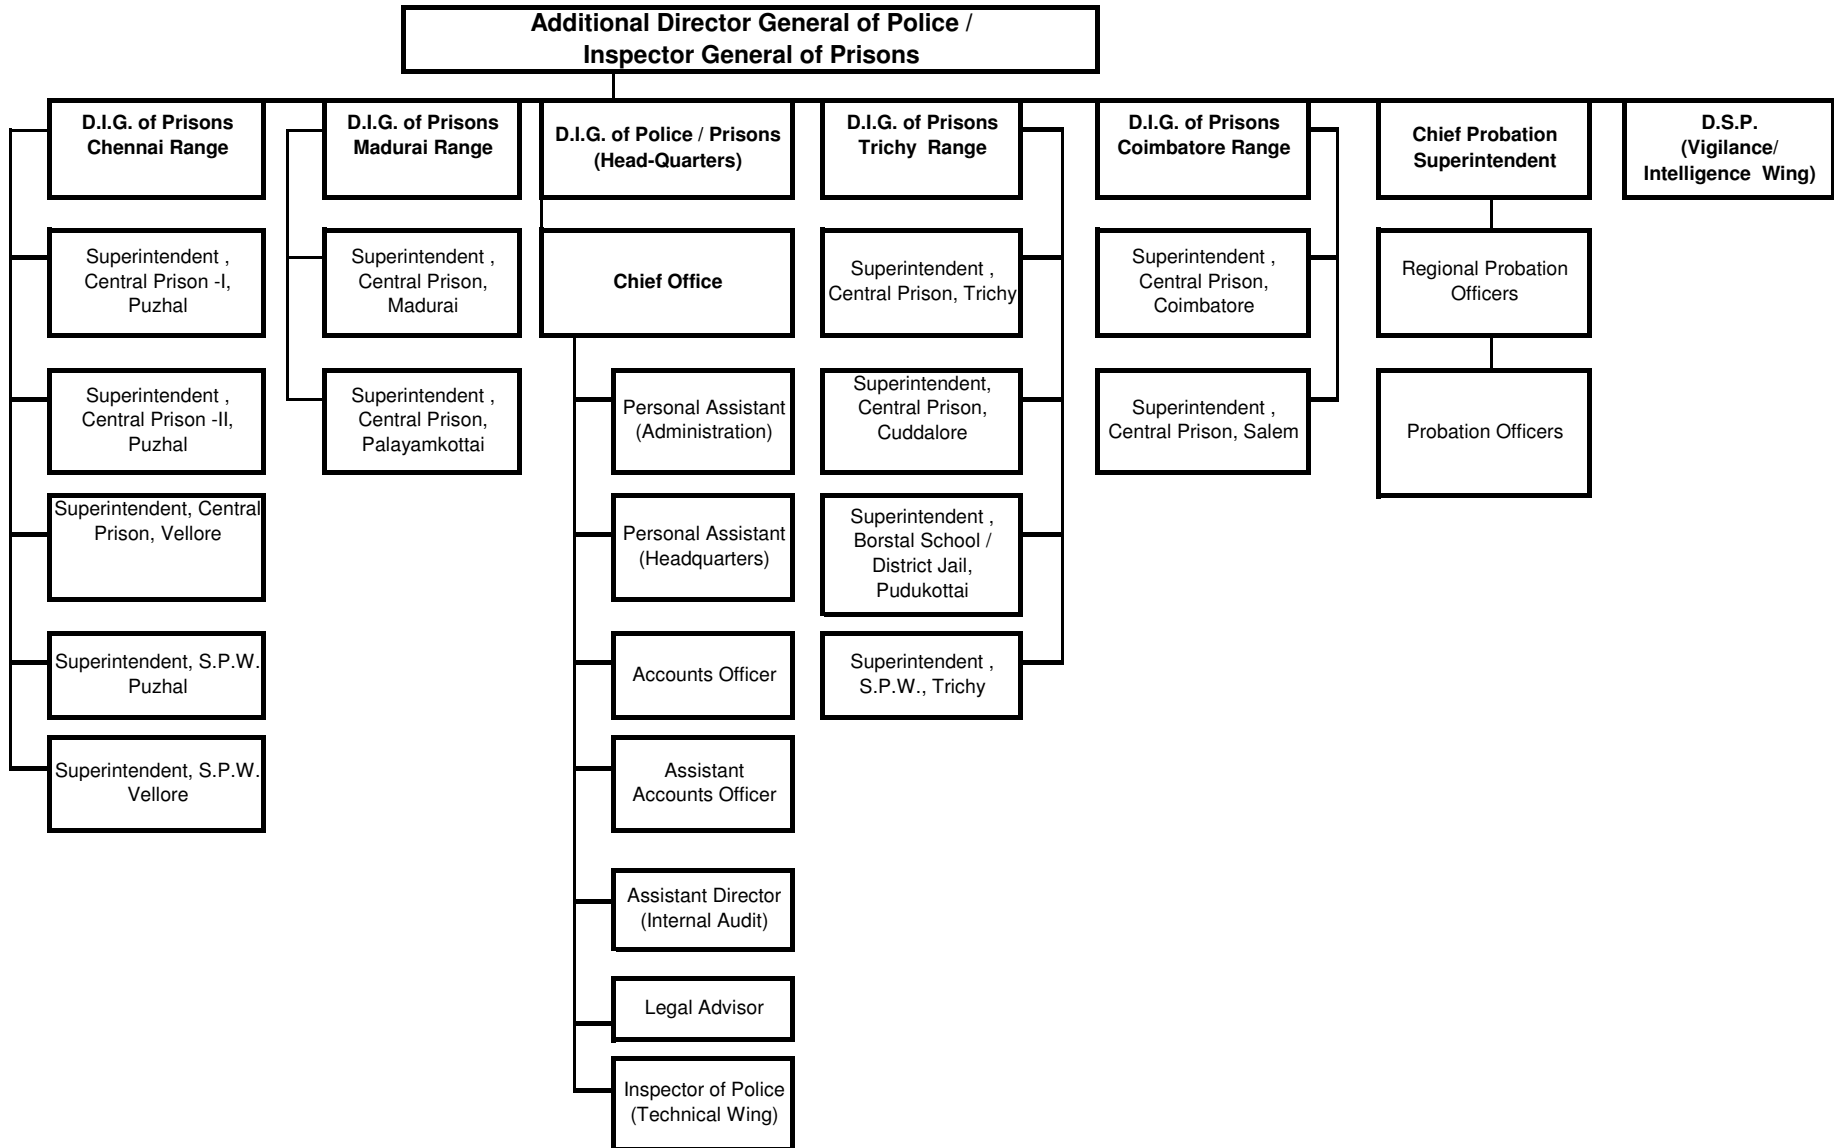 Additional Director General of Police /
Inspector General of Prisons
D.I.G. of Prisons
Chennai Range
D.I.G. of Prisons
Madurai Range
D.I.G. of Police / Prisons
(Head-Quarters)
D.I.G. of Prisons
Trichy Range
D.I.G. of Prisons
Coimbatore Range
Chief Probation
Superintendent
D.S.P.
(Vigilance/
Intelligence Wing)
Superintendent ,
Central Prison -I,
Puzhal
Superintendent ,
Central Prison,
Madurai
Chief Office
Superintendent ,
Central Prison, Trichy
Superintendent ,
Central Prison,
Coimbatore
Regional Probation
Officers
Superintendent ,
Central Prison -II,
Puzhal
Superintendent ,
Central Prison,
Palayamkottai
Personal Assistant
(Administration)
Superintendent,
Central Prison,
Cuddalore
Superintendent ,
Central Prison, Salem
Probation Officers
Superintendent, Central
Prison, Vellore
Personal Assistant
(Headquarters)
Superintendent ,
Borstal School /
District Jail,
Pudukottai
Superintendent, S.P.W.
Puzhal
Accounts Officer
Superintendent ,
S.P.W., Trichy
Superintendent, S.P.W.
Vellore
Assistant
Accounts Officer
Assistant Director
(Internal Audit)
Legal Advisor
Inspector of Police
(Technical Wing)